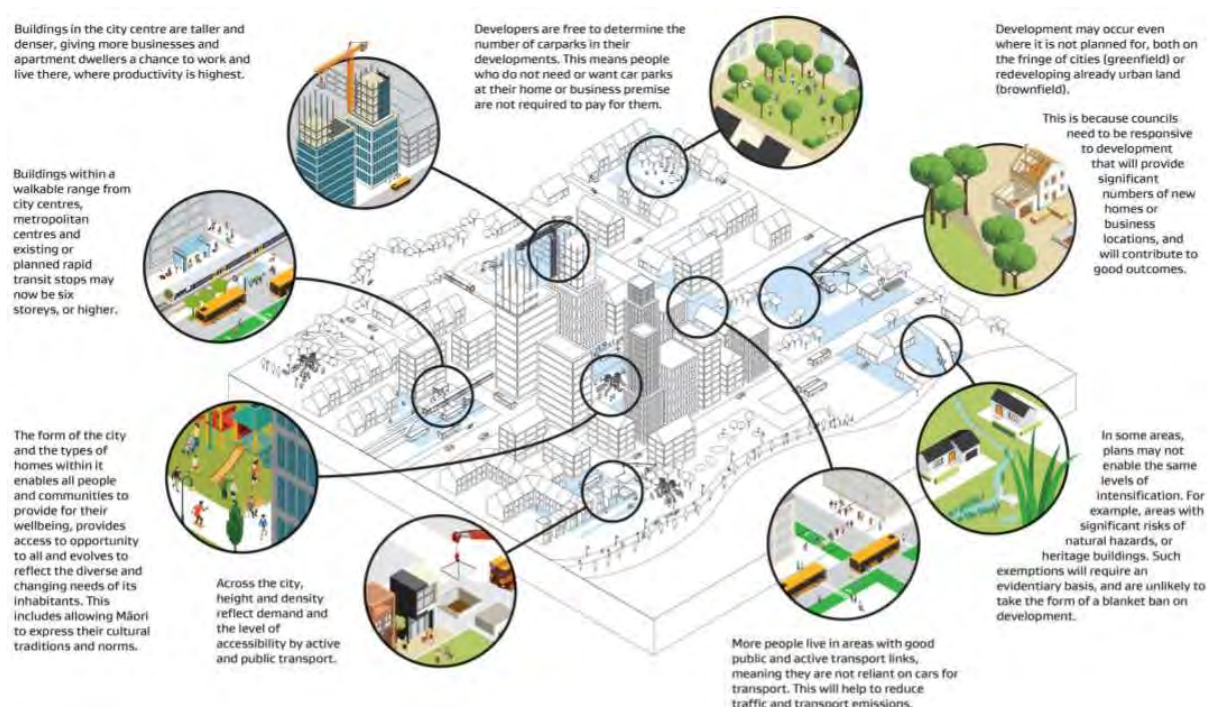 Buildings in the city centre are taller and
denser, giving more businesses and
apartment dwellers a chance to work and
live there, where productivity is highest.
Developers are free to determine the
number of carparks in their
developments. This means people
who do not need or want car parks
at their home or business premise
are not required to pay for them.
Development may occur even
where it is not planned for, both on
the fringe of cities (greenfield) or
redeveloping already urban land
(brownfield).
This is because councils
need to be responsive
to development
that will provide
significant
numbers of new
homes or
business
locations, and
will contribute to
good outcomes.
Buildings within a
walkable range from
city centres,
metropolitan
centres and
existing or
planned rapid
transit stops may
now be six
storeys, or higher.
The form of the city
and the types of
homes within it
enables all people
and communities to
provide for their
wellbeing, provides
access to opportunity
to all and evolves to
reflect the diverse and
changing needs of its
inhabitants. This
includes allowing Māori
to express their cultural
traditions and norms.
Across the city,
height and density
reflect demand and
the level of
accessibility by active
and public transport.
More people live in areas with good
public and active transport links,
meaning they are not reliant on cars for
transport. This will help to reduce
traffic and transport emissions.
In some areas,
plans may not
enable the same
levels of
intensification. For
example, areas with
significant risks of
natural hazards, or
heritage buildings. Such
exemptions will require an
evidentiary basis, and are unlikely to
take the form of a blanket ban on
development.